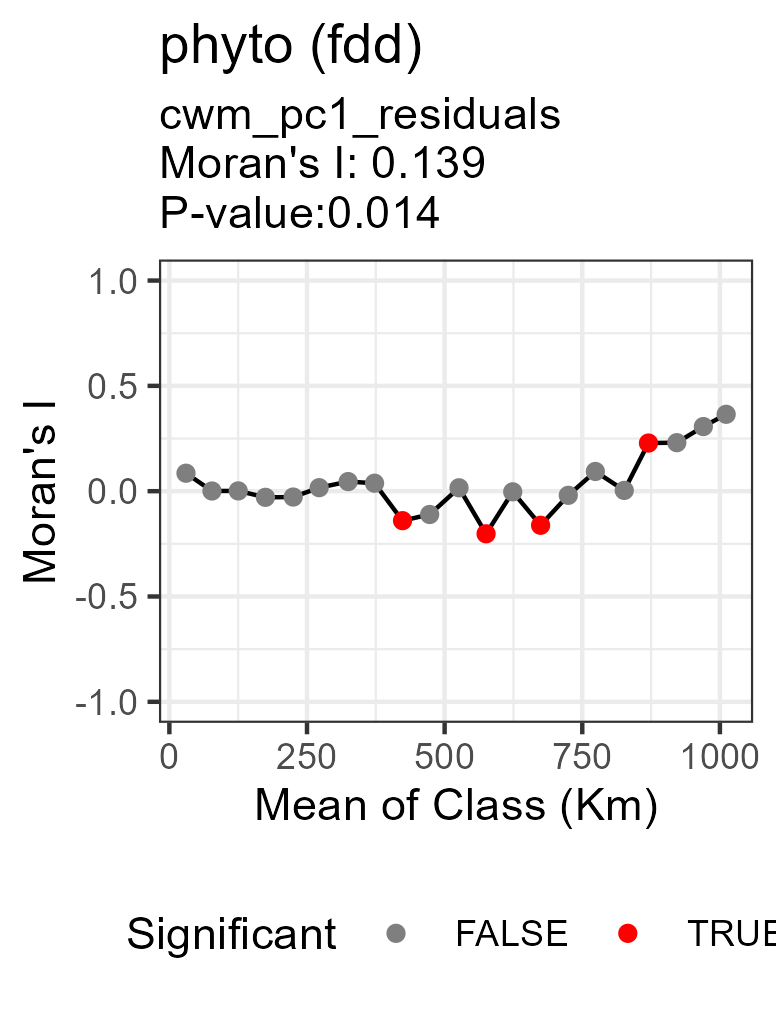 phyto (fdd)
cwm_pc1_residuals
Moran's I: 0.139
P-value:0.014
1.0
0.5
0.0
-0.5
-1.0
Moran's I
0 250 500 750 1000
Mean of Class (Km)
Significant FALSE TRUE